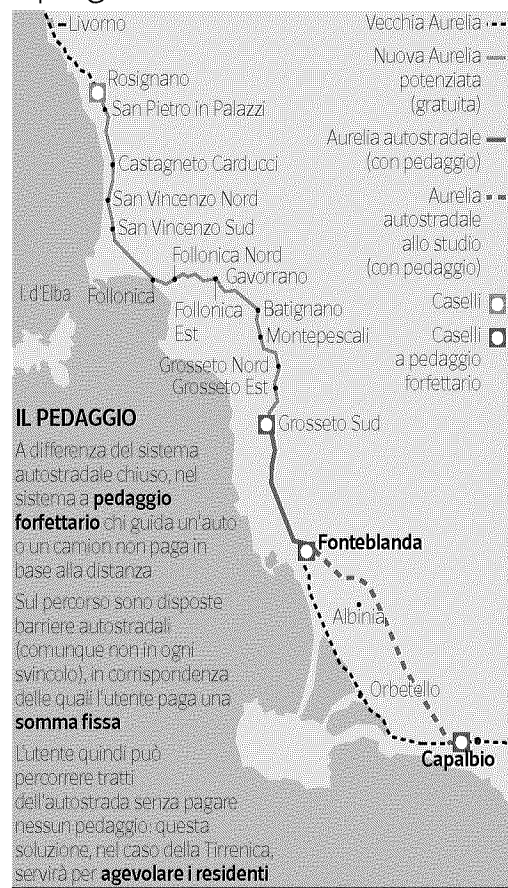 Livorno
Vecchia Aurelia
Nuova Aurelia
potenziata
(gratuita)
Aurelia autostradale
(con pedaggio)
Aurelia
autostradale
allo studio
(con pedaggio)
Caselli
Caselli
a pedaggio
forfettario
Rosignano
San Pietro in Palazzi
Castagneto Carducci
San Vincenzo Nord
San Vincenzo Sud
Follonica Nord
Gavorrano
I. d'Elba
Follonica
Follonica
Est
Batignano
Montepescali
Grosseto Nord
Grosseto Est
Grosseto Sud
Fonteblanda
Albinia
Orbetello
Capalbio
IL PEDAGGIO
A differenza del sistema
autostradale chiuso, nel
sistema a pedaggio
forfettario chi guida un'auto
o un camion non paga in
base alla distanza
Sul percorso sono disposte
barriere autostradali
(comunque non in ogni
svincolo), in corrispondenza
delle quali l'utente paga una
somma fissa
L'utente quindi può
percorrere tratti
dell'autostrada senza pagare
nessun pedaggio: questa
soluzione, nel caso della Tirrenica,
servirà per agevolare i residenti